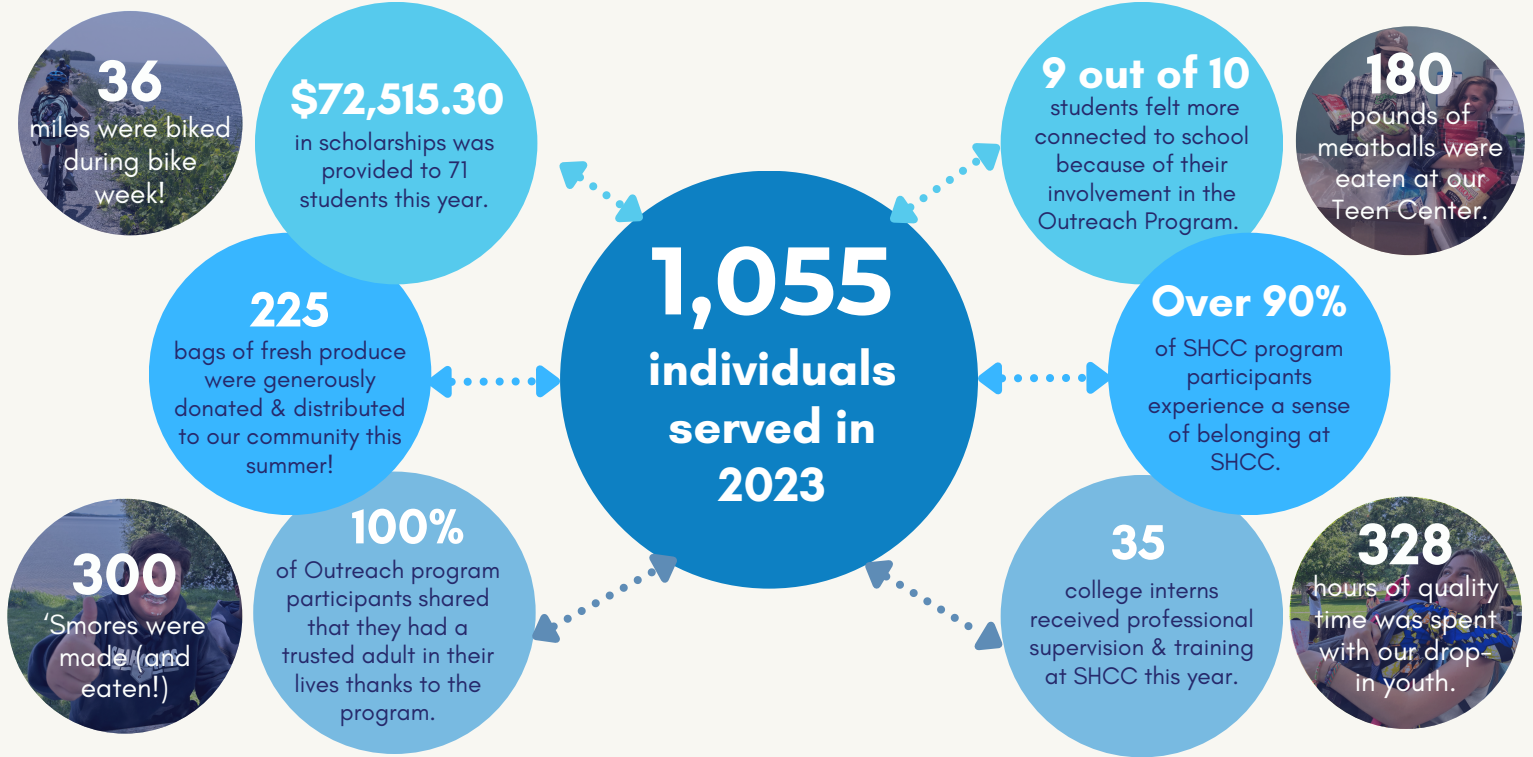 36
miles were biked
during bike
week!
$72,515.30
in scholarships was
provided to 71
students this year.
225
bags of fresh produce
were generously
donated & distributed
to our community this
summer!
300
‘Smores were
made (and
eaten!)
100%
of Outreach program
participants shared
that they had a
trusted adult in their
lives thanks to the
program.
1,055
individuals
served in
2023
9 out of 10
students felt more
connected to school
because of their
involvement in the
Outreach Program.
180
pounds of
meatballs were
eaten at our
Teen Center.
Over 90%
of SHCC program
participants
experience a sense
of belonging at
SHCC.
35
college interns
received professional
supervision & training
at SHCC this year.
328
hours of quality
time was spent
with our drop-
in youth.